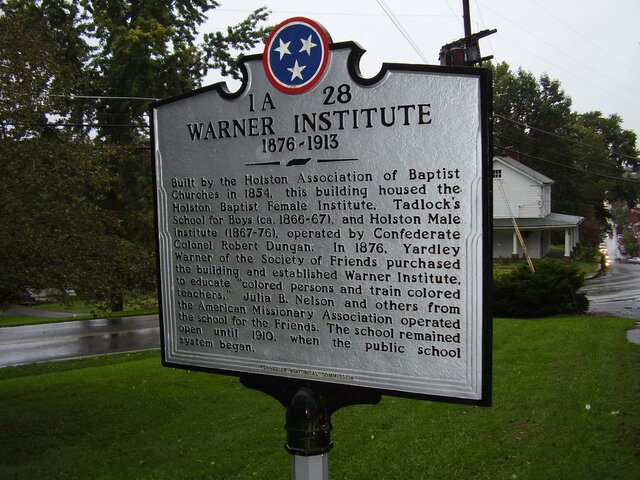 1A 28
WARNER INSTITUTE
1876-1913
Built by the Holston Association of Baptist
Churches in 1854, this building housed the
Holston Baptist Female Institute, Tadlock's
School for Boys (ca. 1866-67), and Holston Male
Institute (1867-76), operated by Confederate
Colonel Robert Dungan. In 1876, Yardley
Warner of the Society of Friends purchased
the building and established Warner Institute,
to educate "colored persons and train colored
teachers." Julia B. Nelson and others from
the American Missionary Association operated
the school for the Friends. The school remained
open until 1910, when the public school
system began.
TENNESSEE HISTORICAL COMMISSION